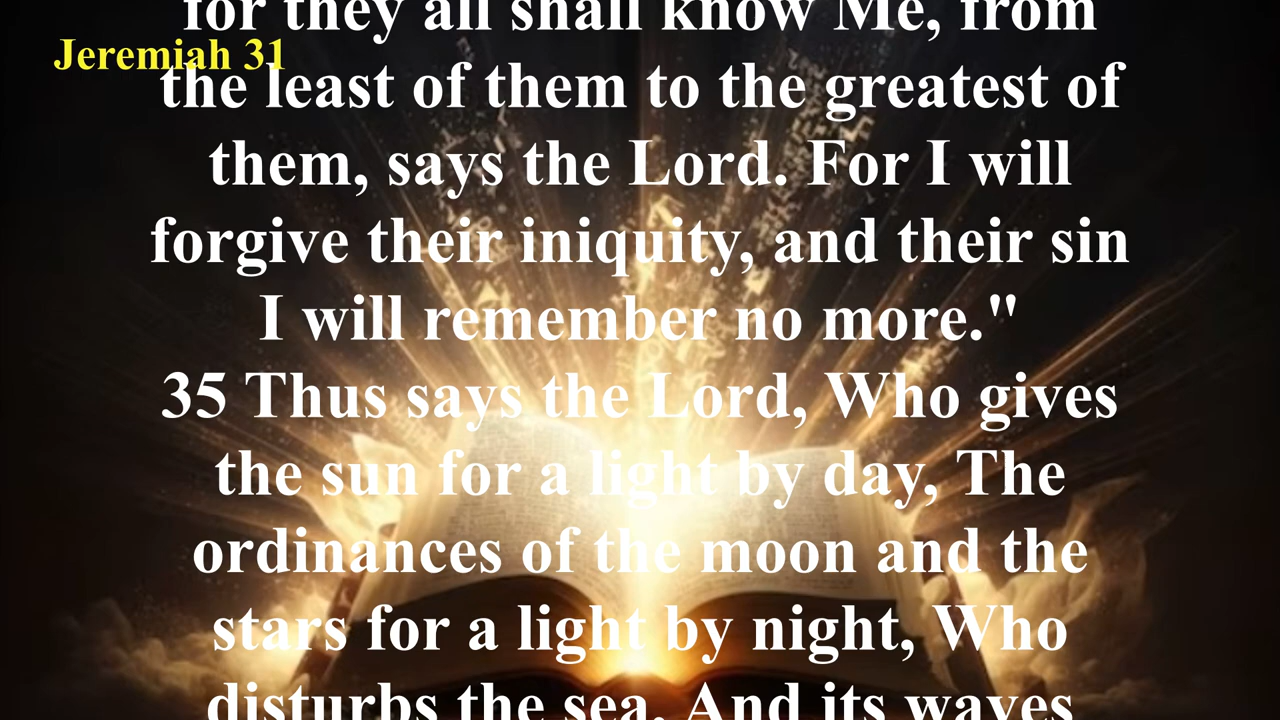 for they all shall know Me, from
Jeremiah 31
the least of them to the greatest of
them, says the Lord. For I will
forgive their iniquity, and their sin
I will remember no more."
35 Thus says the Lord, Who gives
the sun for a light by day, The
ordinances of the moon and the
stars for a light by night, Who
disturbs the sea, And its waves